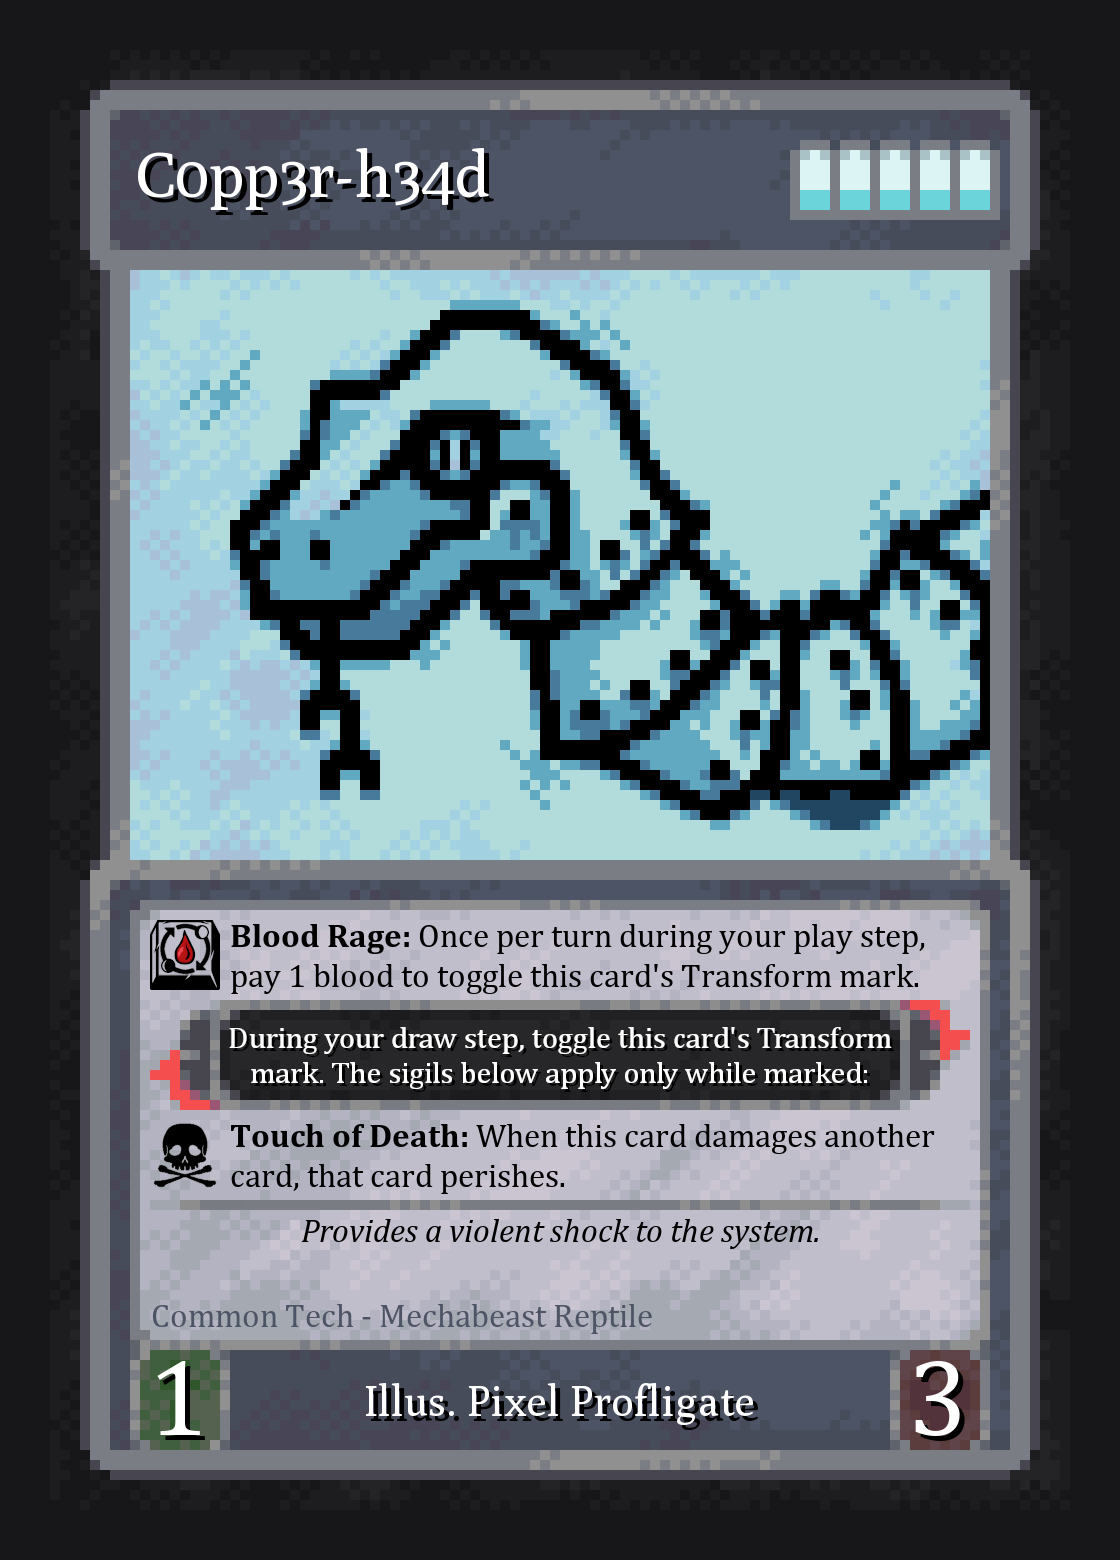 Copp3r-h34d
Blood Rage: Once per turn during your play step,
pay 1 blood to toggle this card's Transform mark.
During your draw step, toggle this card's Transform
mark. The sigils below apply only while marked:
Touch of Death: When this card damages another
card, that card perishes.
Provides a violent shock to the system.
Common Tech - Mechabeast Reptile
1
Illus. Pixel Profligate
3